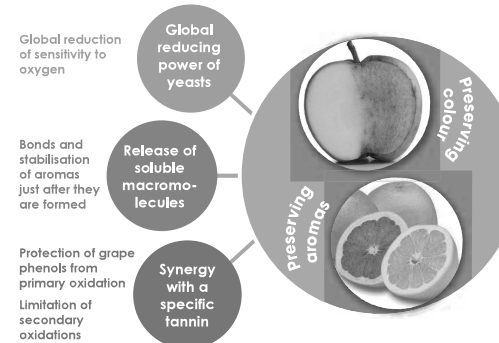 Global reduction
of sensitivity to
oxygen
Global
reducing
power of
yeasts
Bonds and
stabilisation
of aromas
just after they
are formed
Release of
soluble
macromo-
lecules
Protection of grape
phenols from
primary oxidation
Limitation of
secondary
oxidations
Synergy
with a
specific
tannin
Preserving
colour
Preserving
aromas